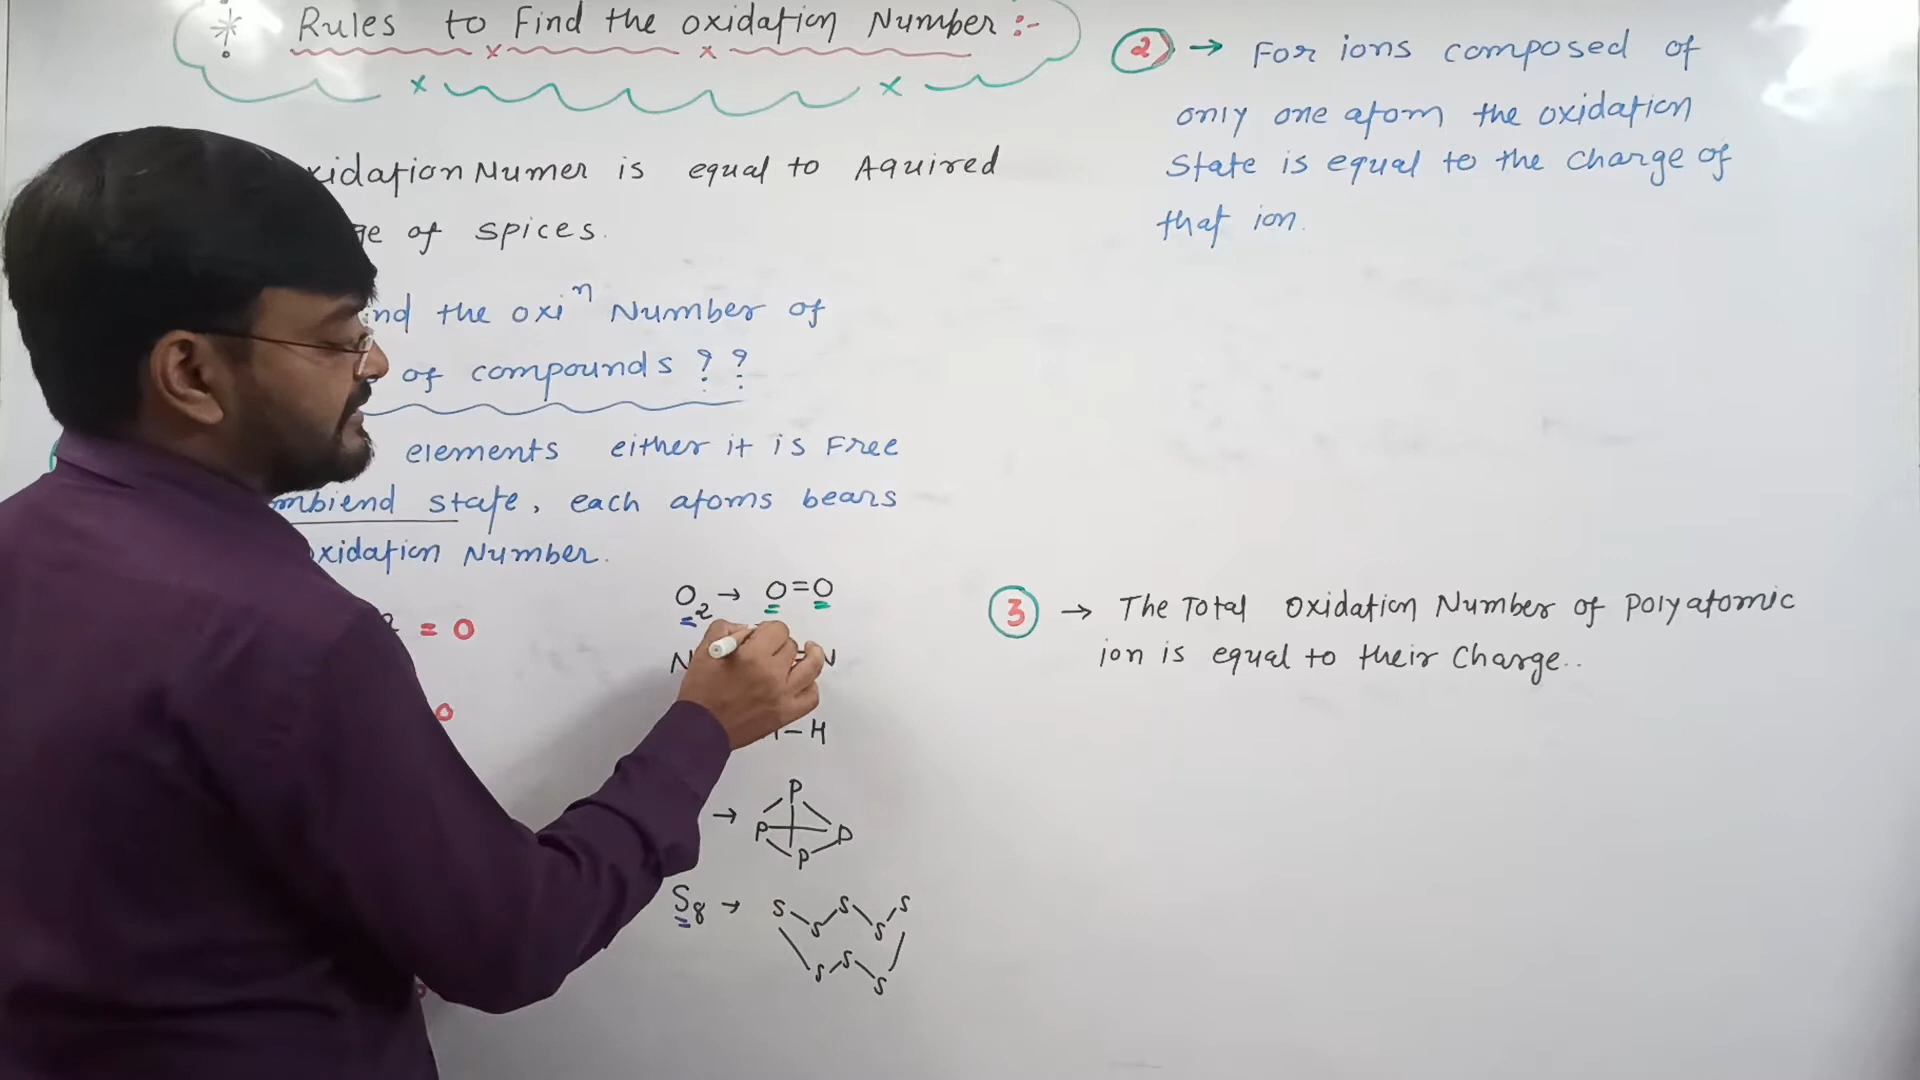 Rules to Find the Oxidation Number :-
xidation Numer is equal to Aquired
ge of spices.
ind the oxiⁿ Number of
of compounds ? ?
elements either it is Free
mbiend state, each atoms bears
xidation Number.
= 0
0
O₂ → O=O
N N
H-H
→ P P P P
S₈ → S S S S S S S S
② → For ions composed of
only one atom the oxidation
State is equal to the charge of
that ion.
③ → The Total Oxidation Number of Polyatomic
ion is equal to their Charge..